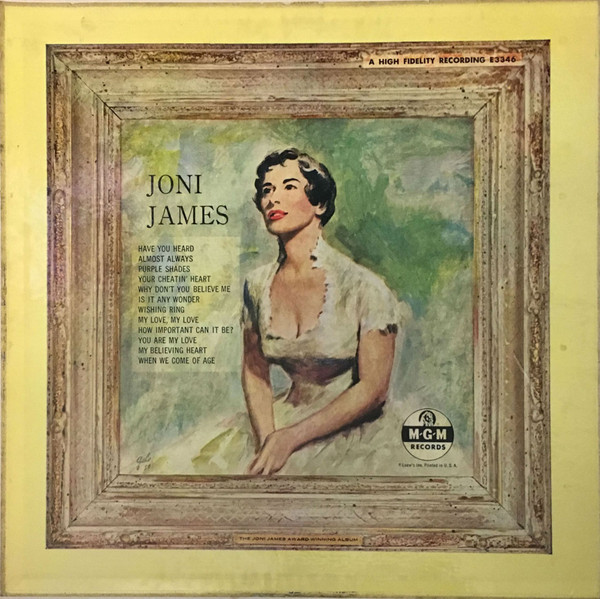 A HIGH FIDELITY RECORDING E3346
JONI
JAMES
HAVE YOU HEARD
ALMOST ALWAYS
PURPLE SHADES
YOUR CHEATIN' HEART
WHY DON'T YOU BELIEVE ME
IS IT ANY WONDER
WISHING RING
MY LOVE, MY LOVE
HOW IMPORTANT CAN IT BE?
YOU ARE MY LOVE
MY BELIEVING HEART
WHEN WE COME OF AGE
M-G-M
RECORDS
Printed in U. S. A.
THE JONI JAMES AWARD WINNING ALBUM